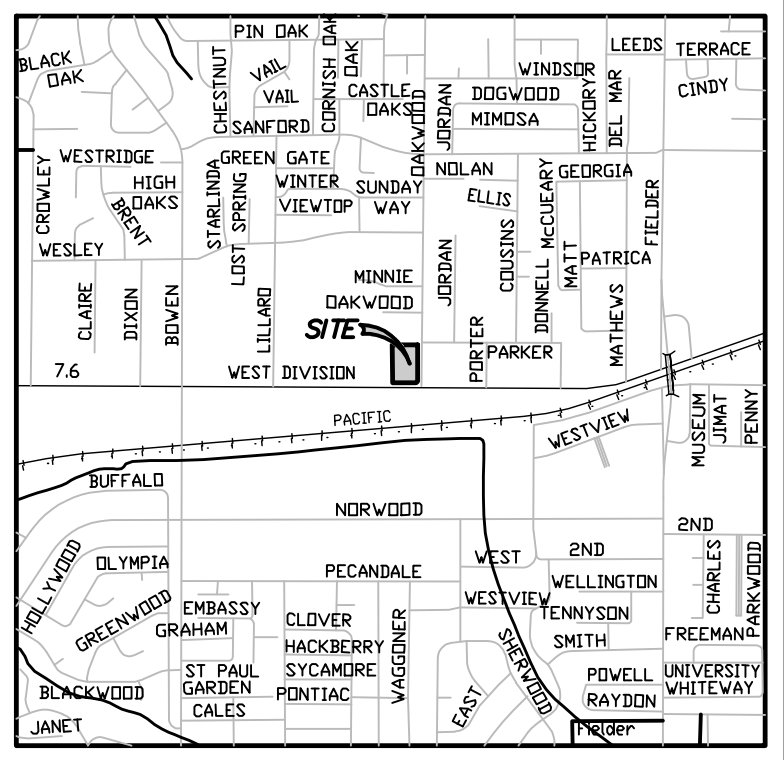 PIN OAK
CORNISH OAK
OAK
LEEDS
TERRACE
BLACK
OAK
CHESTNUT
VAIL
VAIL
CASTLE
OAKS
OAKWOOD
JORDAN
WINDSOR
DOGWOOD
MIMOSA
HICKORY
DEL MAR
CINDY
SANFORD
CROWLEY
WESTRIDGE
HIGH
OAKS
BRENT
WESLEY
STARLINDA
GREEN GATE
LOST SPRING
WINTER
VIEWTOP
SUNDAY
WAY
NOLAN
ELLIS
COUSINS
McCUEARY
GEORGIA
FIELDER
MATT
PATRICA
DONNELL
JORDAN
MINNIE
OAKWOOD
CLAIRE
DIXON
BOWEN
LILLARD
SITE
PORTER
PARKER
MATHEWS
7.6
WEST DIVISION
PACIFIC
WESTVIEW
MUSEUM
JIMAT
PENNY
BUFFALO
NORWOOD
2ND
HOLLYWOOD
OLYMPIA
WEST
2ND
CHARLES
PARKWOOD
PECANDALE
WELLINGTON
GREENWOOD
EMBASSY
WESTVIEW
TENNYSON
GRAHAM
CLOVER
WAGGONER
SHERWOOD
SMITH
FREEMAN
HACKBERRY
ST PAUL
SYCAMORE
POWELL
UNIVERSITY
GARDEN
PONTIAC
WHITEWAY
BLACKWOOD
CALES
EAST
RAYDON
JANET
Fielder